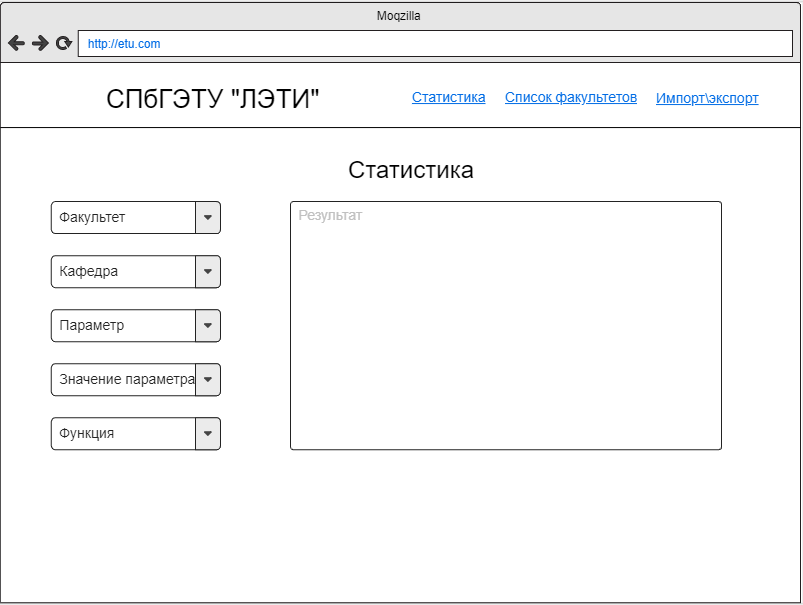 Moqzilla
http://etu.com
СПбГЭТУ "ЛЭТИ"
Статистика
Список факультетов
Импорт\экспорт
Статистика
Факультет
Кафедра
Параметр
Значение параметра
Функция
Результат